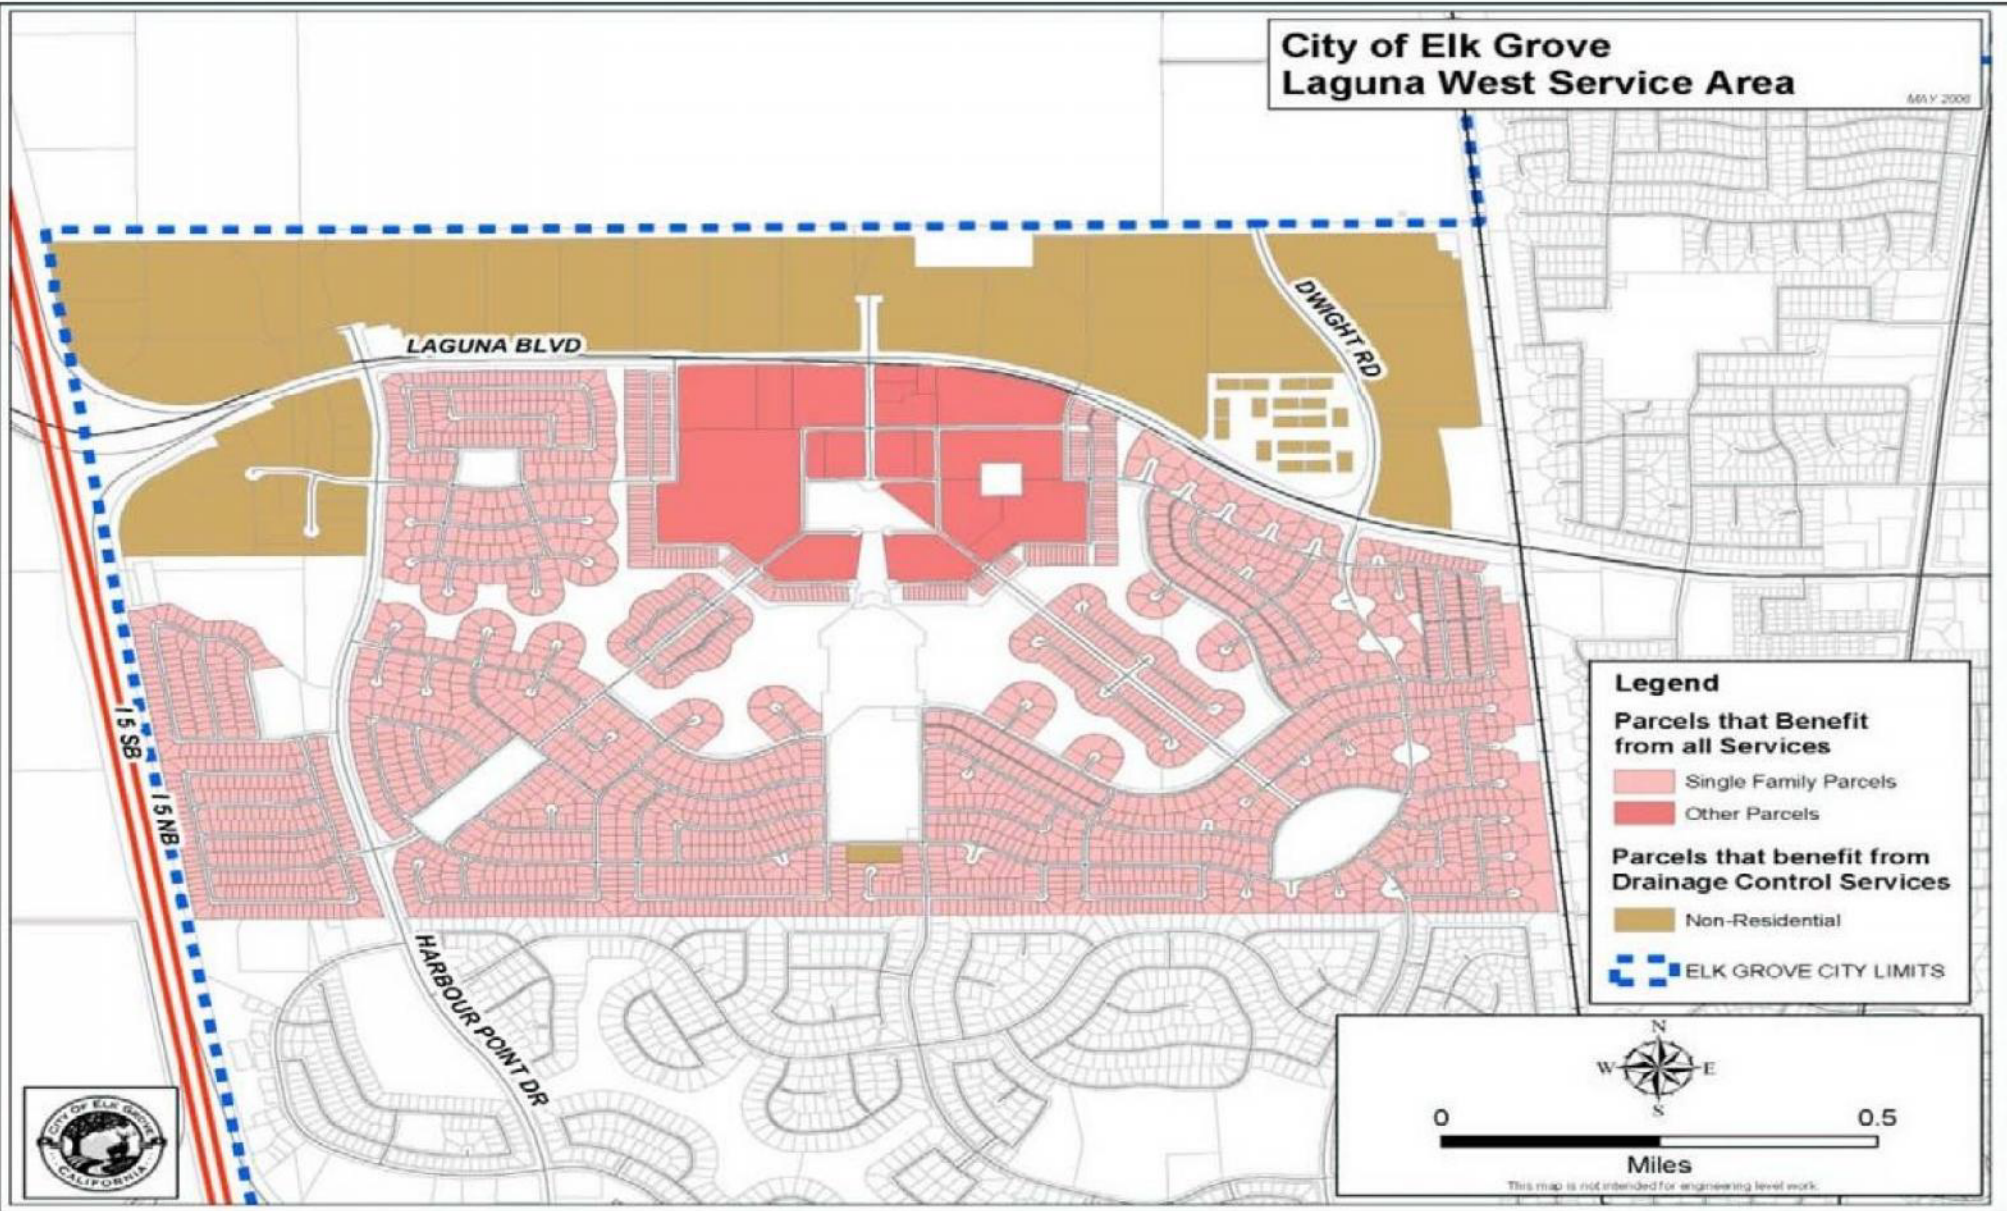 City of Elk Grove
Laguna West Service Area
MAY 2006
LAGUNA BLVD
DWIGHT RD
I 5 SB
I 5 NB
HARBOUR POINT DR
Legend
Parcels that Benefit
from all Services
Single Family Parcels
Other Parcels
Parcels that benefit from
Drainage Control Services
Non-Residential
ELK GROVE CITY LIMITS
N
W
E
S
0
0.5
Miles
This map is not intended for engineering level work.
CITY OF ELK GROVE
CALIFORNIA